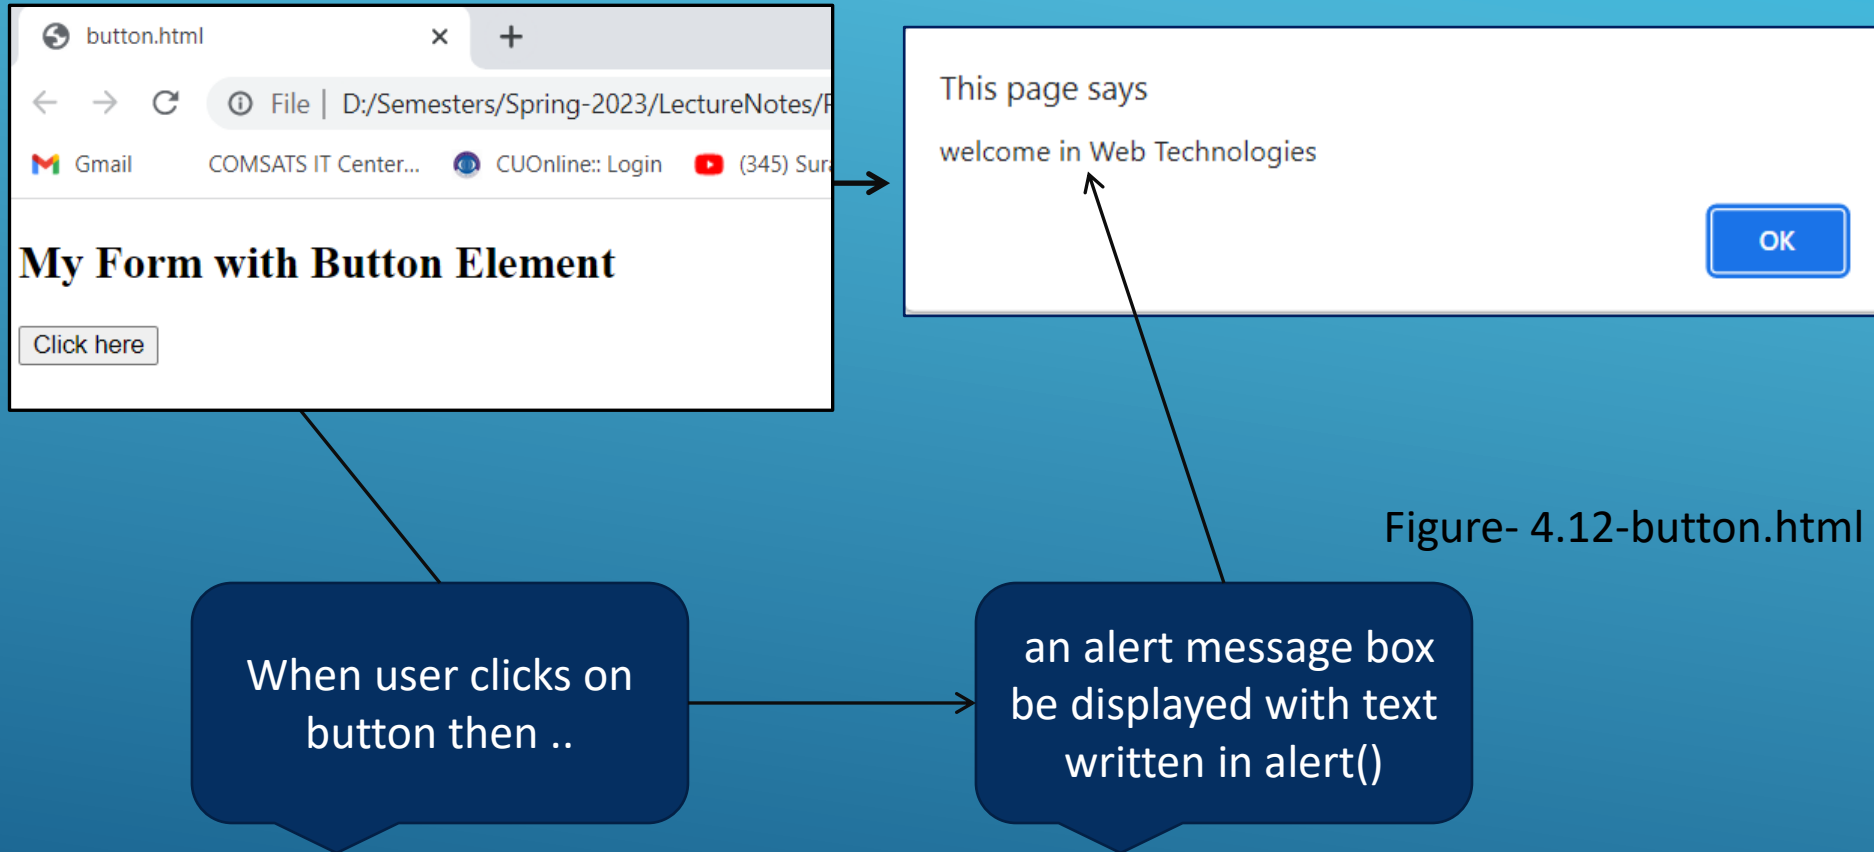 button.html
File | D:/Semesters/Spring-2023/LectureNotes/
Gmail COMSATS IT Center... CUOnline:: Login (345) Sura
My Form with Button Element
Click here
This page says
welcome in Web Technologies
OK
Figure- 4.12-button.html
When user clicks on
button then ..
an alert message box
be displayed with text
written in alert()